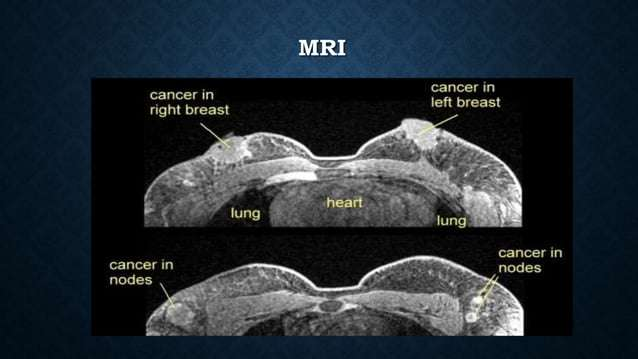 MRI
cancer in
right breast
cancer in
left breast
lung
heart
lung
cancer in
nodes
cancer in
nodes